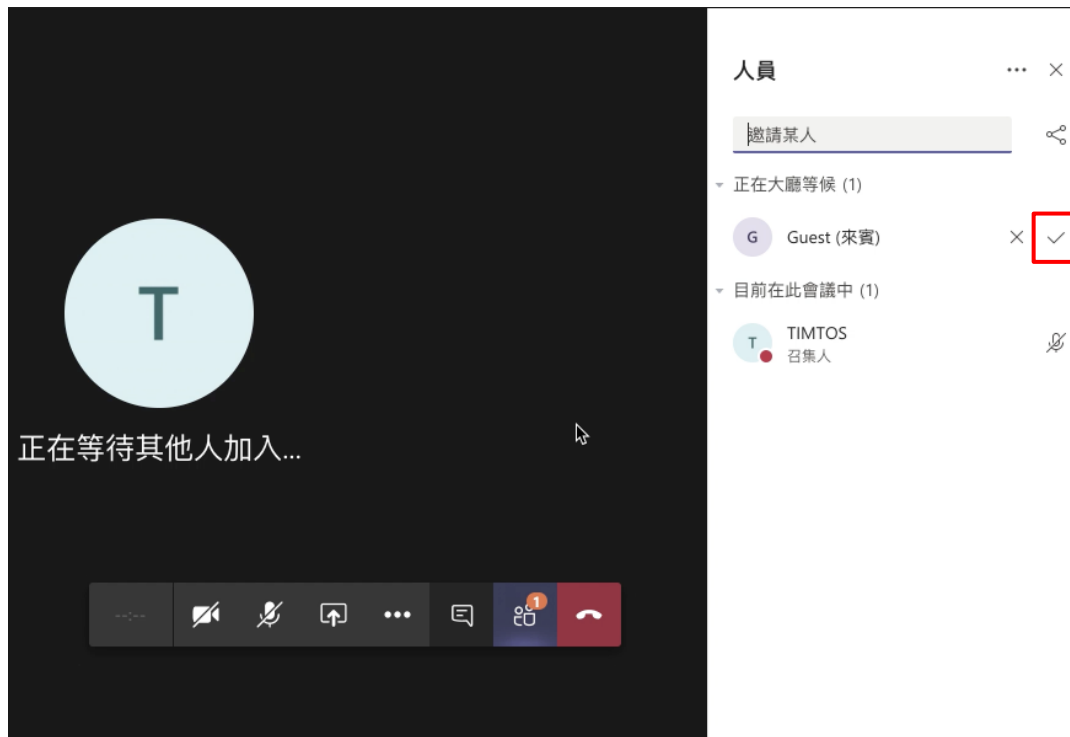 人員
邀請某人
正在大廳等候 (1)
G
Guest (來賓)
目前在此會議中 (1)
T
TIMTOS
召集人
T
正在等待其他人加入...
--:--
1